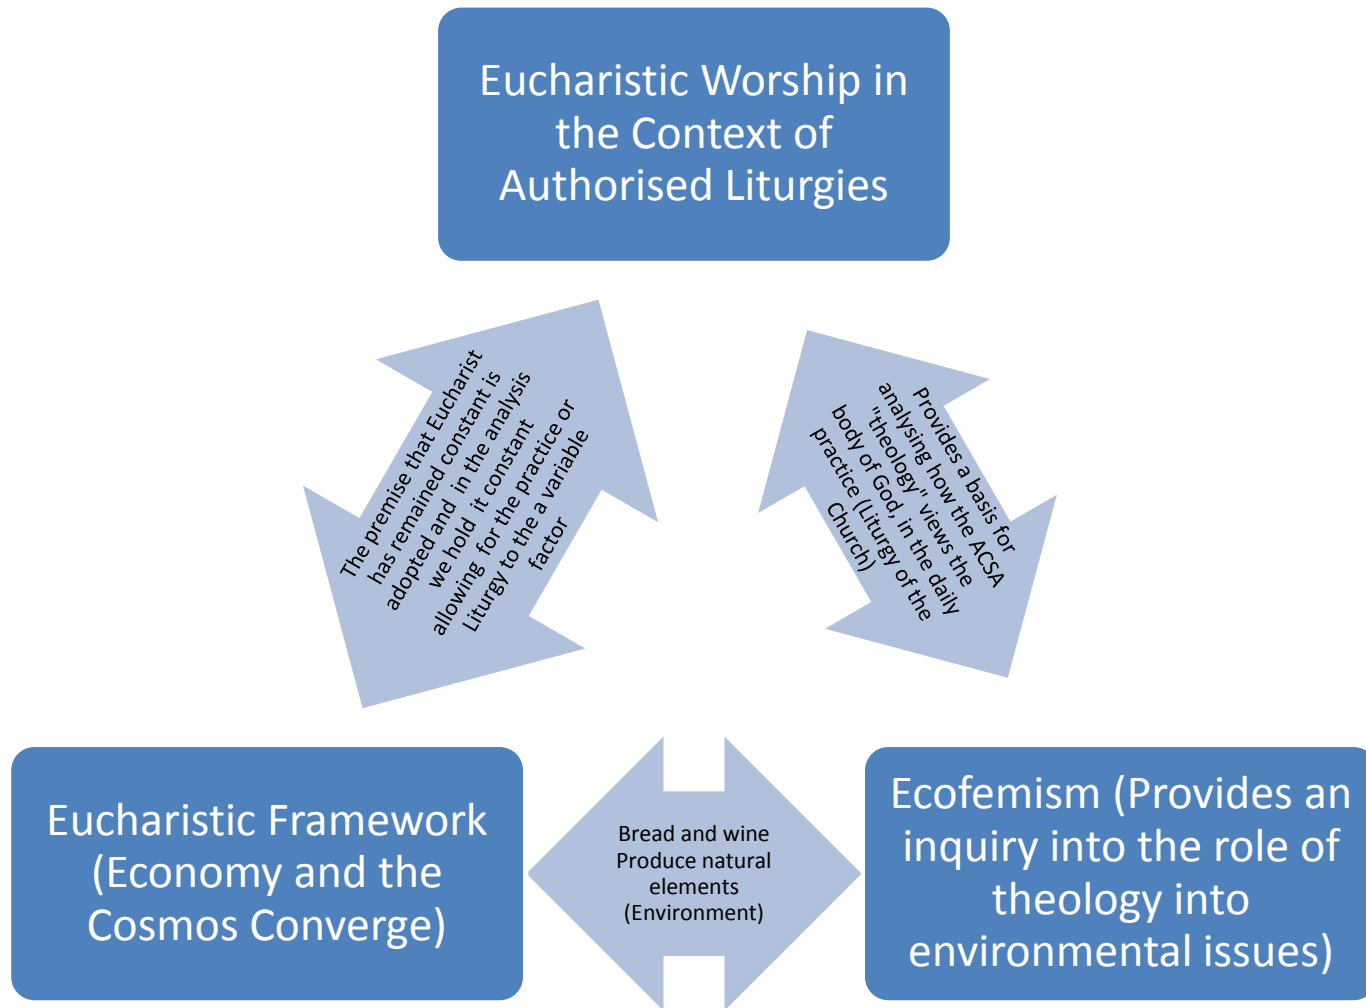 Eucharistic Worship in
the Context of
Authorised Liturgies
The premise that Eucharist
has remained constant is
adopted and in the analysis
we hold it constant
allowing for the practice or
Liturgy to the a variable
factor
Provides a basis for
analysing how the ACSA
"theology" views the
body of God, in the daily
practice (Liturgy of the
Church)
Eucharistic Framework
(Economy and the
Cosmos Converge)
Bread and wine
Produce natural
elements
(Environment)
Ecofemism (Provides an
inquiry into the role of
theology into
environmental issues)